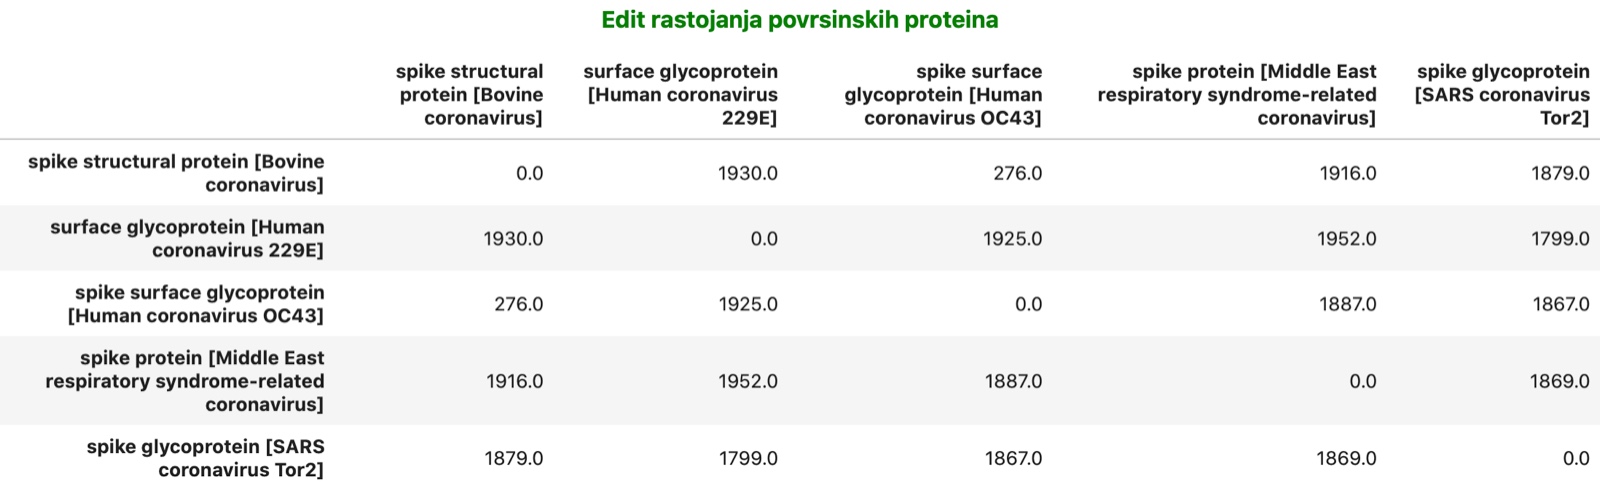 Edit rastojanja povrsinskih proteina
spike structural protein [Bovine coronavirus]
surface glycoprotein [Human coronavirus 229E]
spike surface glycoprotein [Human coronavirus OC43]
spike protein [Middle East respiratory syndrome-related coronavirus]
spike glycoprotein [SARS coronavirus Tor2]
spike structural protein [Bovine coronavirus] 0.0 1930.0 276.0 1916.0 1879.0
surface glycoprotein [Human coronavirus 229E] 1930.0 0.0 1925.0 1952.0 1799.0
spike surface glycoprotein [Human coronavirus OC43] 276.0 1925.0 0.0 1887.0 1867.0
spike protein [Middle East respiratory syndrome-related coronavirus] 1916.0 1952.0 1887.0 0.0 1869.0
spike glycoprotein [SARS coronavirus Tor2] 1879.0 1799.0 1867.0 1869.0 0.0